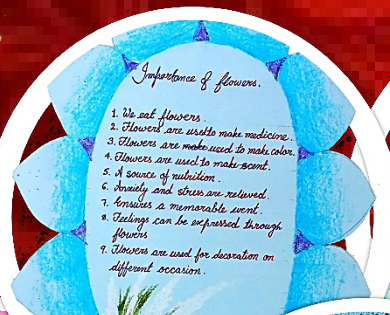 Importance of flowers.
1. We eat flowers.
2. Flowers are used to make medicine.
3. Flowers are make used to make color.
4. Flowers are used to make scent.
5. A source of nutrition.
6. Anxiety and stress are relieved.
7. Ensures a memorable event.
8. Feelings can be expressed through
flowers
9. Flowers are used for decoration on
different occasion.